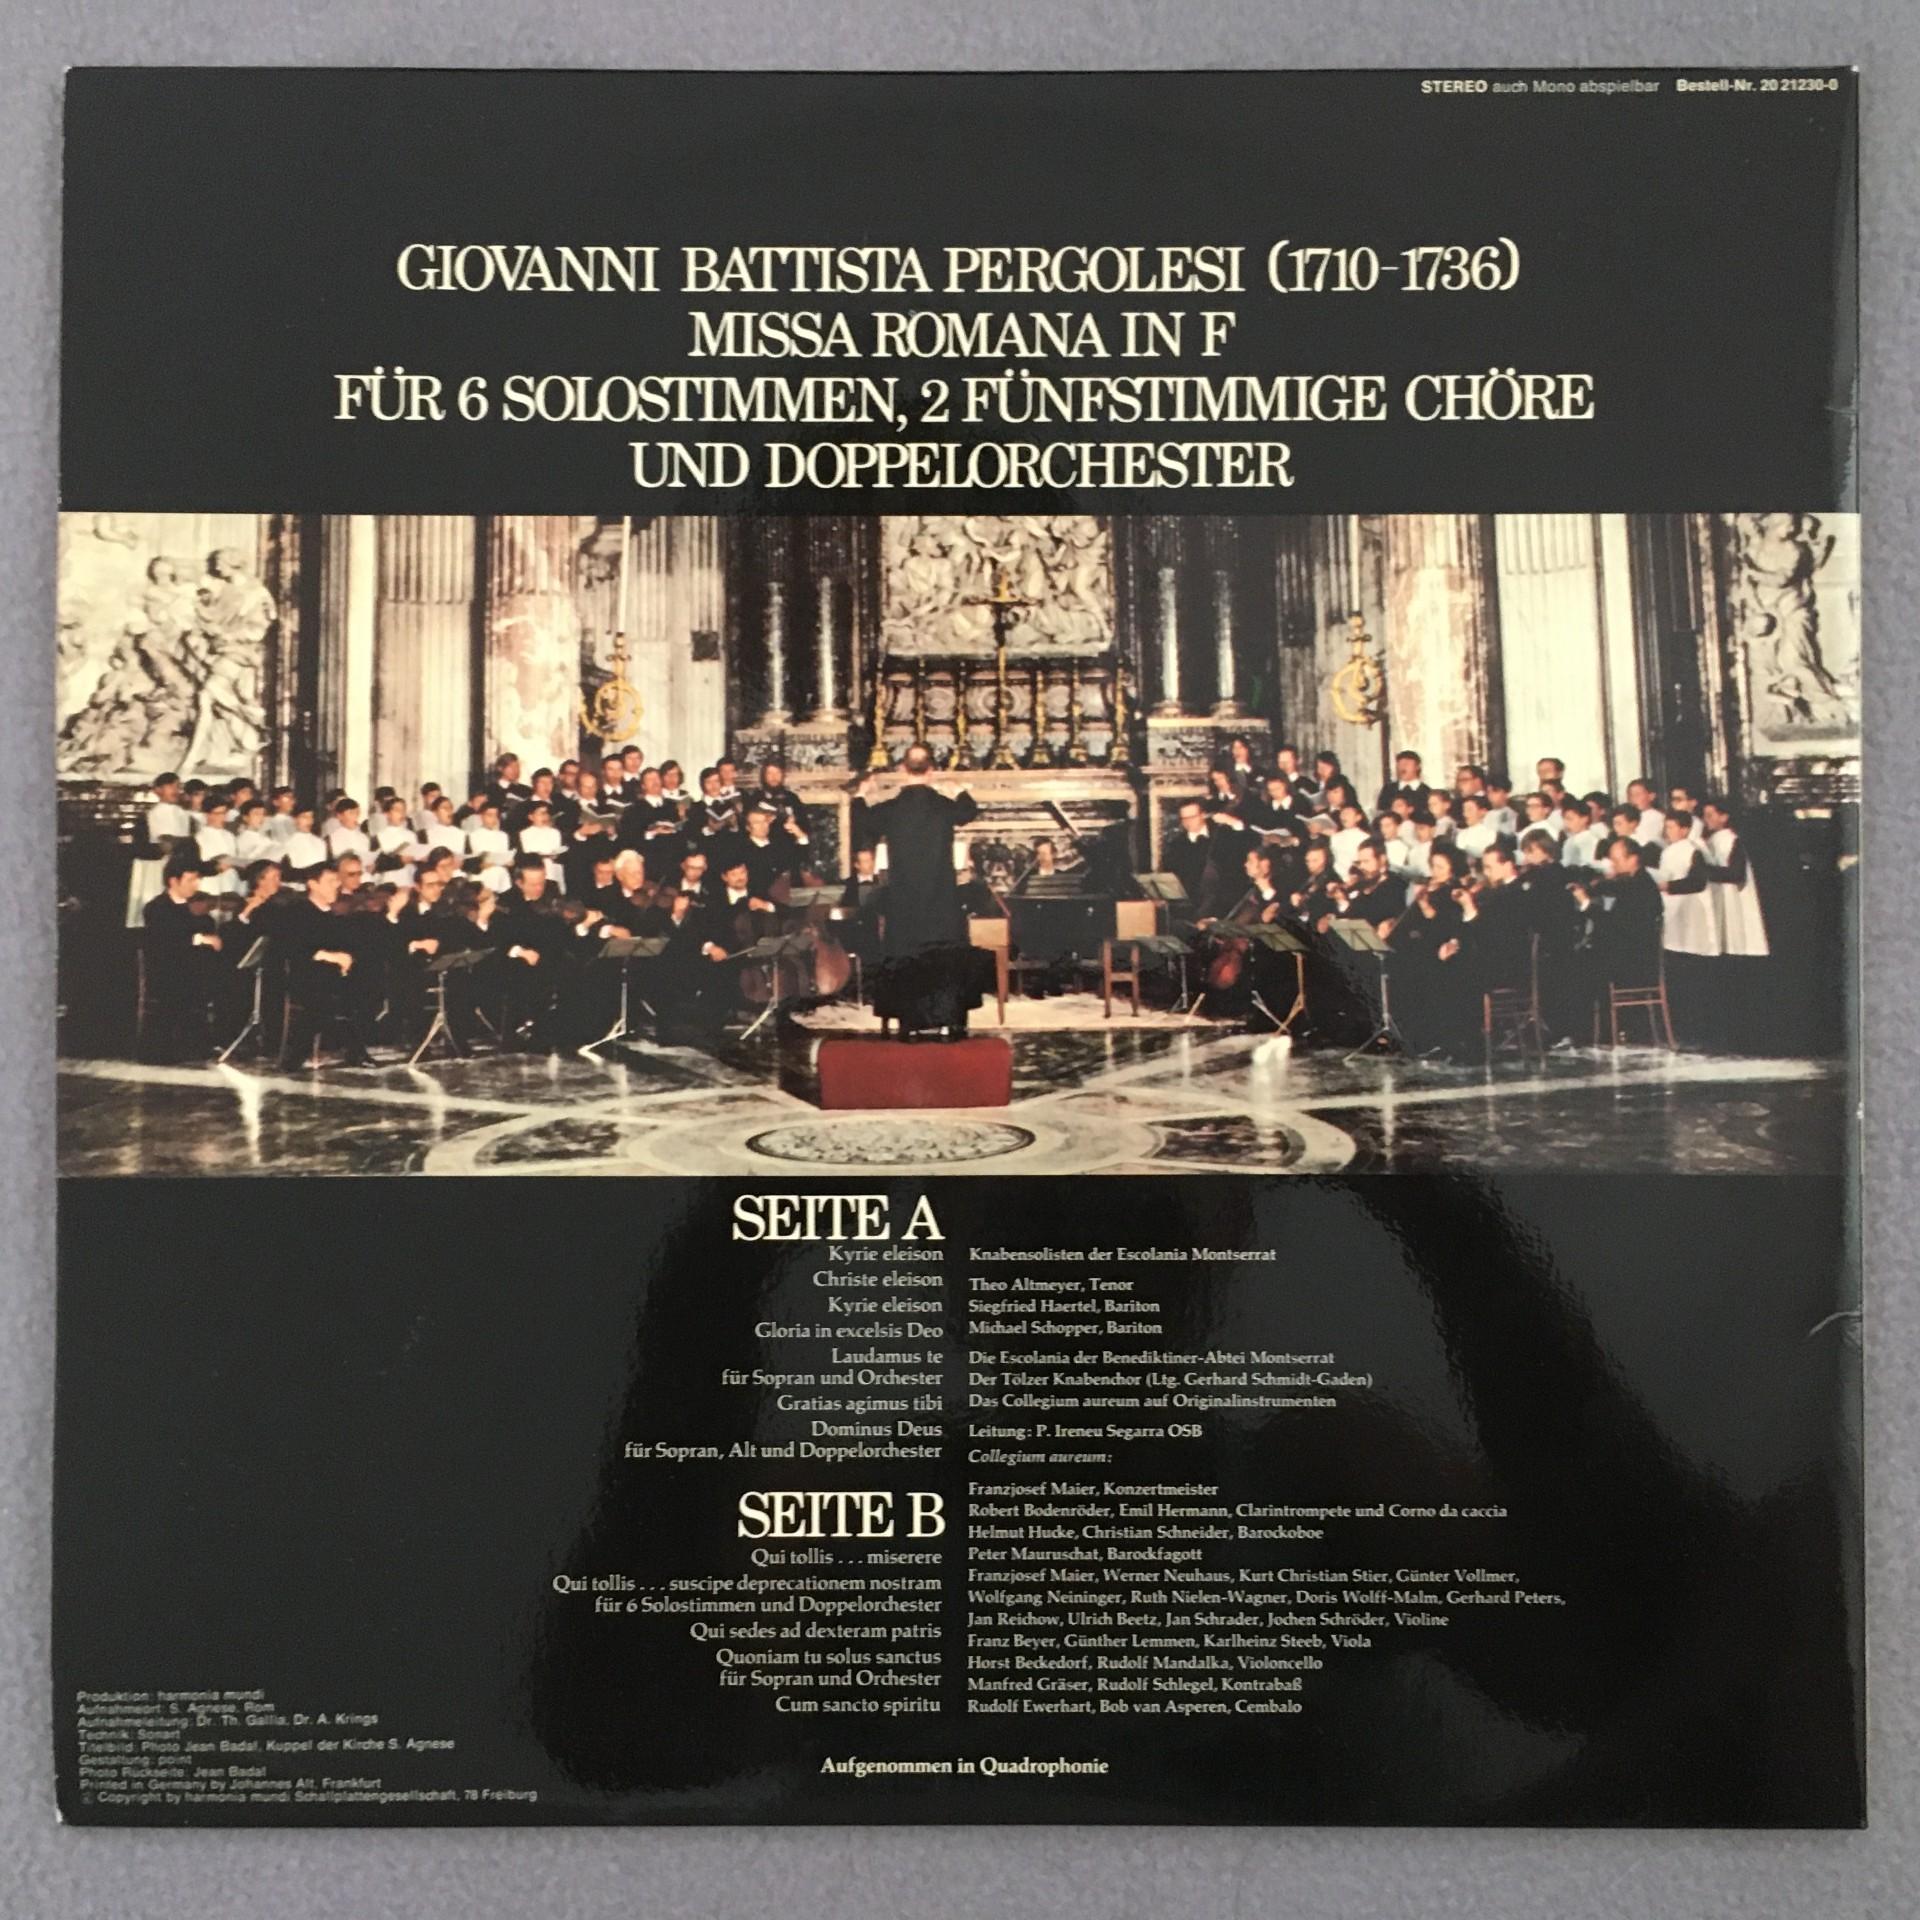 STEREO auch Mono abspielbar Bestell-Nr. 20 21230-0
GIOVANNI BATTISTA PERGOLESI (1710-1736)
MISSA ROMANA IN F
FÜR 6 SOLOSTIMMEN, 2 FÜNFSTIMMIGE CHÖRE
UND DOPPELORCHESTER
SEITE A
Kyrie eleison
Christe eleison
Kyrie eleison
Gloria in excelsis Deo
Laudamus te
für Sopran und Orchester
Gratias agimus tibi
Dominus Deus
für Sopran, Alt und Doppelorchester
SEITE B
Qui tollis . . . miserere
Qui tollis . . . suscipe deprecationem nostram
für 6 Solostimmen und Doppelorchester
Qui sedes ad dexteram patris
Quoniam tu solus sanctus
für Sopran und Orchester
Cum sancto spiritu
Knabensolisten der Escolania Montserrat
Theo Altmeyer, Tenor
Siegfried Haertel, Bariton
Michael Schopper, Bariton
Die Escolania der Benediktiner-Abtei Montserrat
Der Tölzer Knabenchor (Ltg. Gerhard Schmidt-Gaden)
Das Collegium aureum auf Originalinstrumenten
Leitung: P. Ireneu Segarra OSB
Collegium aureum:
Franzjosef Maier, Konzertmeister
Robert Bodenröder, Emil Hermann, Clarintrompete und Corno da caccia
Helmut Hucke, Christian Schneider, Barockoboe
Peter Mauruschat, Barockfagott
Franzjosef Maier, Werner Neuhaus, Kurt Christian Stier, Günter Vollmer,
Wolfgang Neininger, Ruth Nielen-Wagner, Doris Wolff-Malm, Gerhard Peters,
Jan Reichow, Ulrich Beetz, Jan Schrader, Jochen Schröder, Violine
Franz Beyer, Günther Lemmen, Karlheinz Steeb, Viola
Horst Beckedorf, Rudolf Mandalka, Violoncello
Manfred Gräser, Rudolf Schlegel, Kontrabaß
Rudolf Ewerhart, Bob van Asperen, Cembalo
Produktion: harmonia mundi
Aufnahmeort: S. Agnese, Rom
Aufnahmeleitung: Dr. Th. Gallia, Dr. A. Krings
Technik: Sonart
Titelbild: Photo Jean Badal, Kuppel der Kirche S. Agnese
Gestaltung: point
Photo Rückseite: Jean Badal
Printed in Germany by Johannes Alt, Frankfurt
Copyright by harmonia mundi Schallplattengesellschaft, 78 Freiburg
Aufgenommen in Quadrophonie